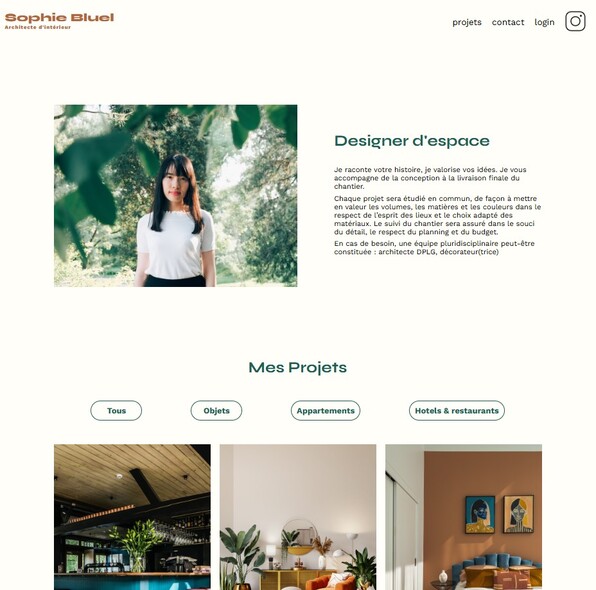 Sophie Bluel
Architecte d'intérieur
projets contact login
Designer d'espace
Je raconte votre histoire, je valorise vos idées. Je vous
accompagne de la conception à la livraison finale du
chantier.
Chaque projet sera étudié en commun, de façon à mettre
en valeur les volumes, les matières et les couleurs dans le
respect de l'esprit des lieux et le choix adapté des
matériaux. Le suivi du chantier sera assuré dans le souci
du détail, le respect du planning et du budget.
En cas de besoin, une équipe pluridisciplinaire peut-être
constituée : architecte DPLG, décorateur(trice)
Mes Projets
Tous Objets Appartements Hotels & restaurants